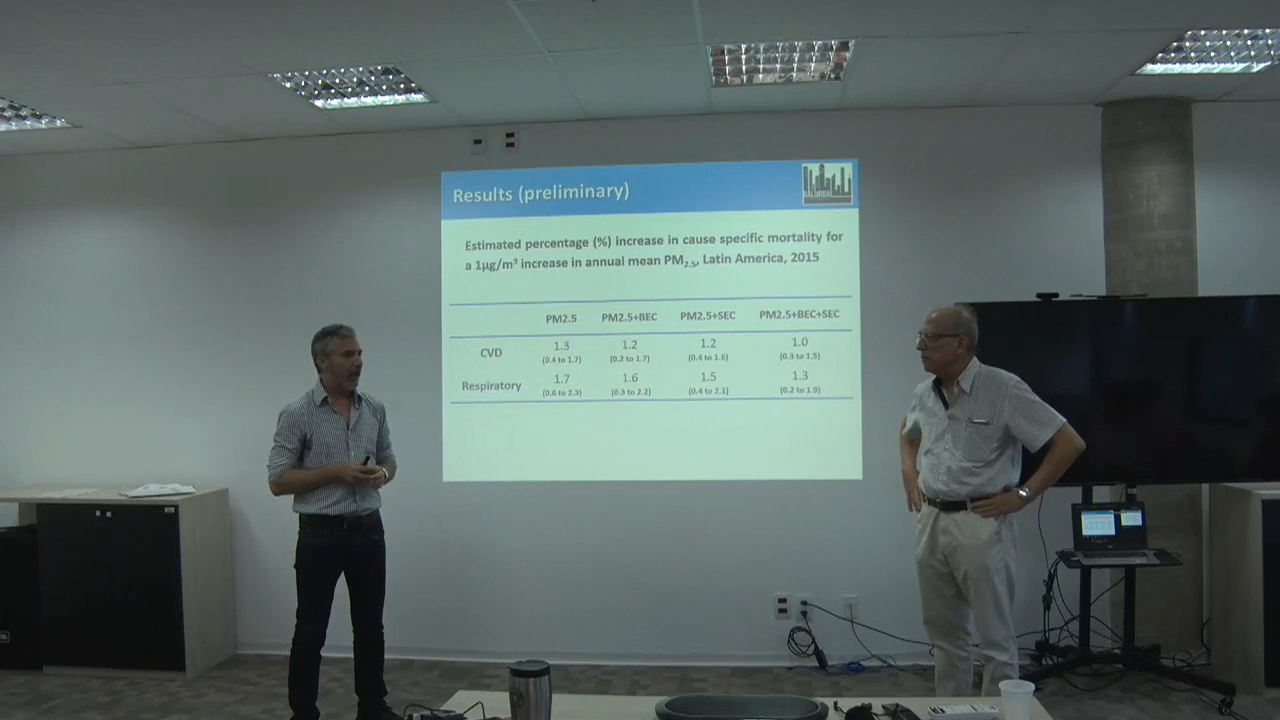 Results (preliminary)
SALURBAL
Estimated percentage (%) increase in cause specific mortality for
a 1µg/m³ increase in annual mean PM2.5, Latin America, 2015
PM2.5 PM2.5+BEC PM2.5+SEC PM2.5+BEC+SEC
CVD 1.3 1.2 1.2 1.0
(0.4 to 1.7) (0.2 to 1.7) (0.4 to 1.6) (0.3 to 1.5)
Respiratory 1.7 1.6 1.5 1.3
(0.6 to 2.3) (0.3 to 2.2) (0.4 to 2.1) (0.2 to 1.9)